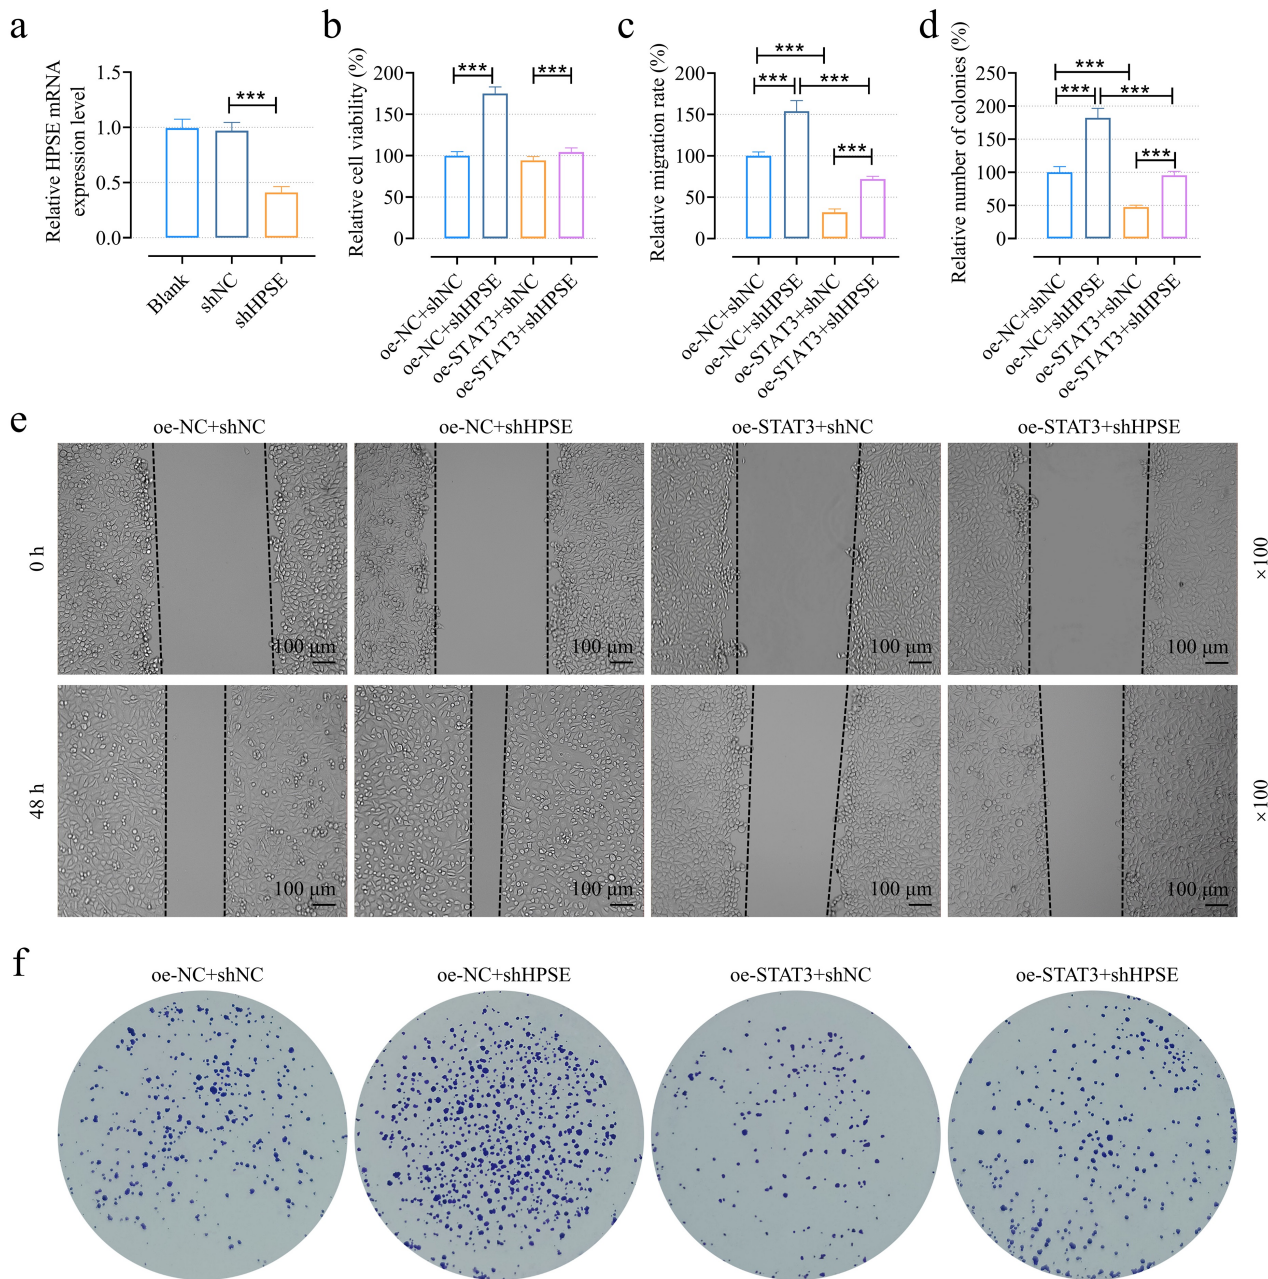 a
Relative HPSE mRNA
expression level
1.5
1.0
0.5
0.0
***
Blank
shNC
shHPSE
b
Relative cell viability (%)
200
150
100
50
0
***
***
oe-NC+shNC
oe-NC+shHPSE
oe-STAT3+shNC
oe-STAT3+shHPSE
c
Relative migration rate (%)
200
150
100
50
0
***
***
***
***
oe-NC+shNC
oe-NC+shHPSE
oe-STAT3+shNC
oe-STAT3+shHPSE
d
Relative number of colonies (%)
250
200
150
100
50
0
***
***
***
***
oe-NC+shNC
oe-NC+shHPSE
oe-STAT3+shNC
oe-STAT3+shHPSE
e
oe-NC+shNC
oe-NC+shHPSE
oe-STAT3+shNC
oe-STAT3+shHPSE
0 h
100 µm
100 µm
100 µm
100 µm
×100
48 h
100 µm
100 µm
100 µm
100 µm
×100
f
oe-NC+shNC
oe-NC+shHPSE
oe-STAT3+shNC
oe-STAT3+shHPSE